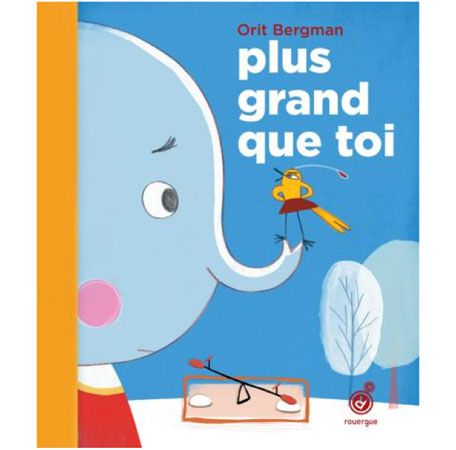 Orit Bergman
plus
grand
que toi
rouergue